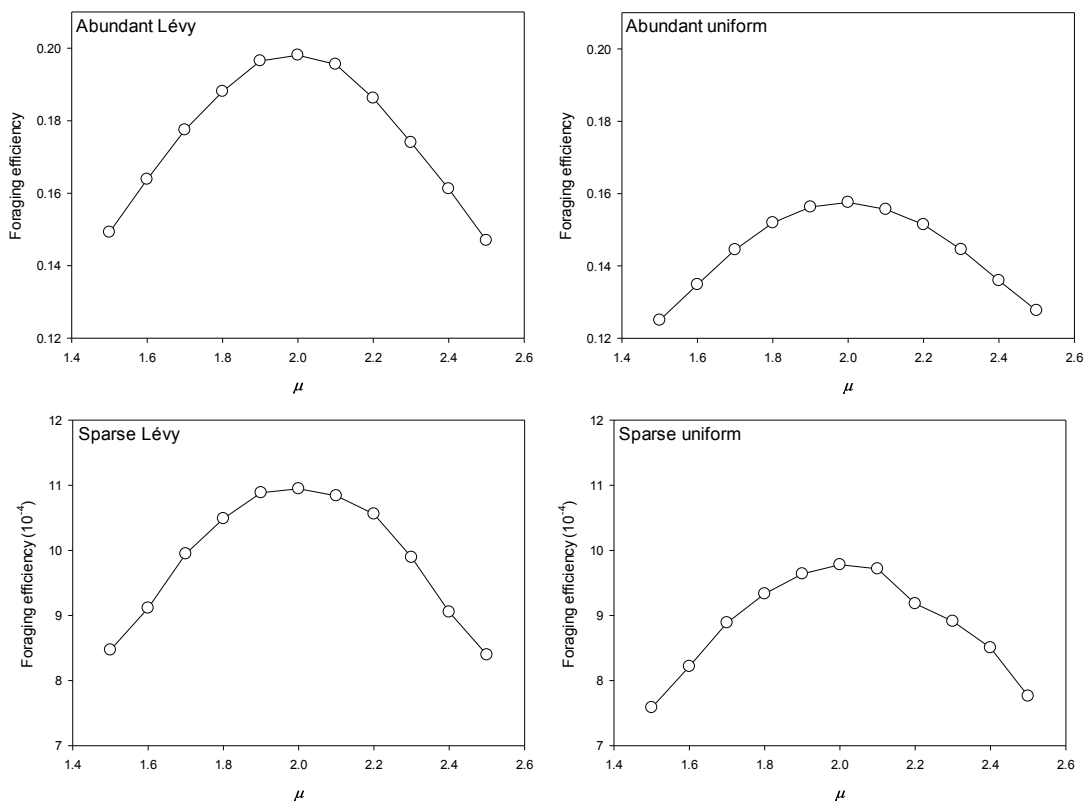 Abundant Lévy
Foraging efficiency
0.20
0.18
0.16
0.14
0.12
1.4 1.6 1.8 2.0 2.2 2.4 2.6
μ
Abundant uniform
Foraging efficiency
0.20
0.18
0.16
0.14
0.12
1.4 1.6 1.8 2.0 2.2 2.4 2.6
μ
Sparse Lévy
Foraging efficiency (10⁻⁴)
12
11
10
9
8
7
1.4 1.6 1.8 2.0 2.2 2.4 2.6
μ
Sparse uniform
Foraging efficiency (10⁻⁴)
12
11
10
9
8
7
1.4 1.6 1.8 2.0 2.2 2.4 2.6
μ